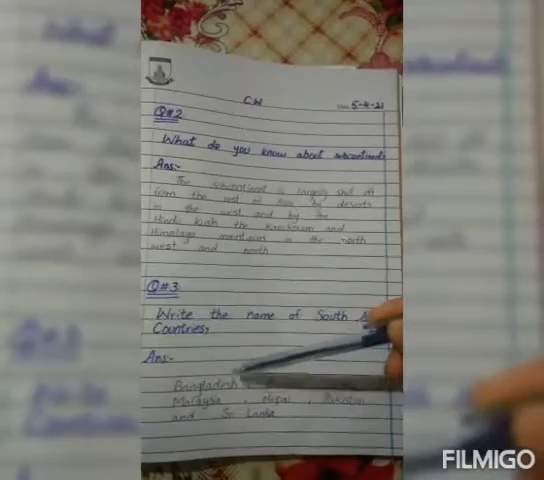 CW
5-4-21
Q#2
What do you know about subcontinent
Ans:-
The subcontinent is largely shut off
from the rest of Asia by deserts
in the west and by the
Hindu Kush the Karakoram and
Himalaya mountains in the north
west and north
Q#3
Write the name of South
Countries,
Ans-
Bangladesh,
Malaysia, Nepal, Pakistan
and Sri Lanka
FILMIGO